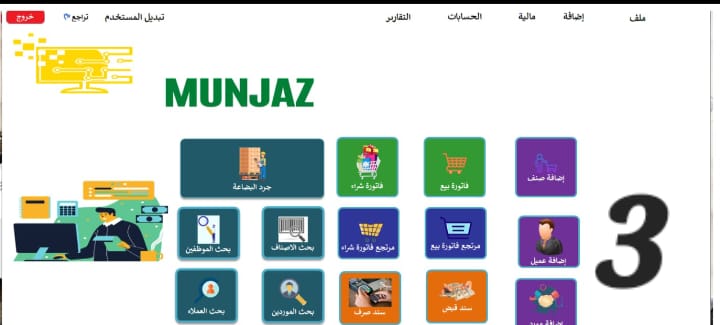 ملف
إضافة
مالية
الحسابات
التقارير
تبديل المستخدم
تراجع
خروج
MUNJAZ
إضافة صنف
فاتورة بيع
فاتورة شراء
جرد البضاعة
إضافة عميل
مرتجع فاتورة بيع
مرتجع فاتورة شراء
بحث الاصناف
بحث الموظفين
3
إضافة مورد
سند قبض
سند صرف
بحث الموردين
بحث العملاء